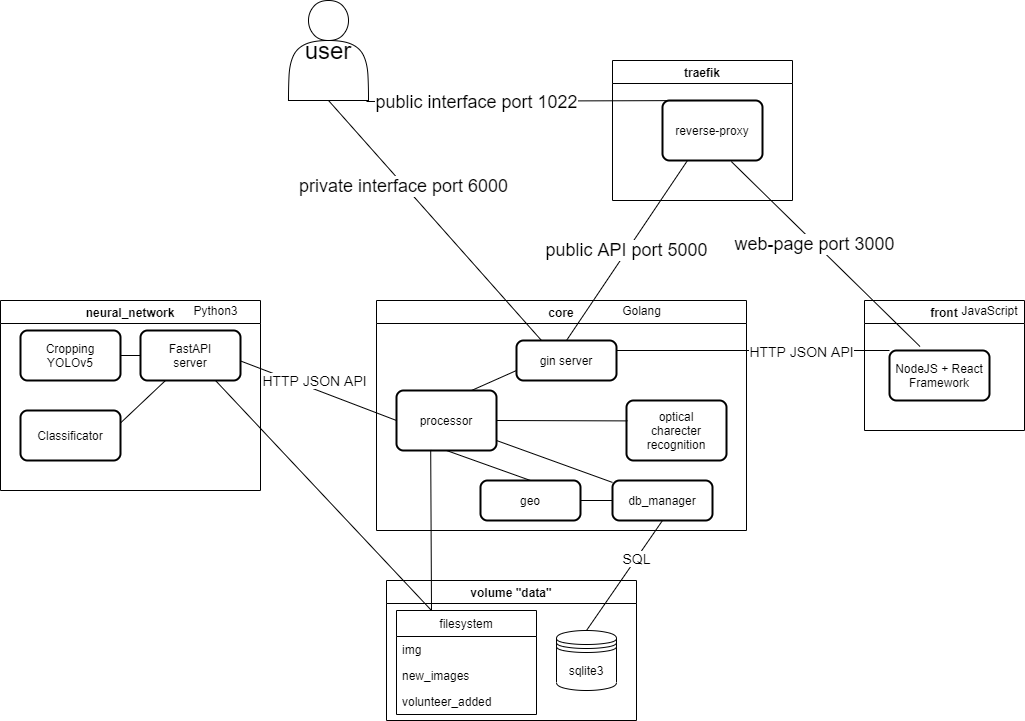 user
public interface port 1022
traefik
reverse-proxy
private interface port 6000
public API port 5000
web-page port 3000
neural_network Python3
Cropping
YOLOv5
FastAPI
server
Classificator
HTTP JSON API
core Golang
gin server
processor
optical
charecter
recognition
geo
db_manager
HTTP JSON API
front JavaScript
NodeJS + React
Framework
SQL
volume "data"
filesystem
img
new_images
volunteer_added
sqlite3